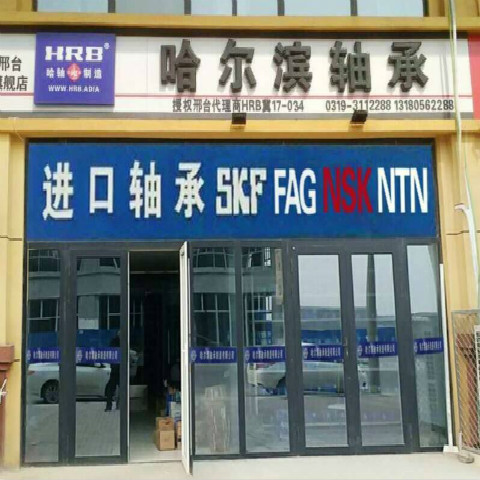 邢台
旗舰店
HRB®
哈轴制造
WWW.HRB.ADIA
哈尔滨轴承
授权邢台代理商HRB冀17-034 0319-3112288 13180562288
进口轴承 SKF FAG NSK NTN